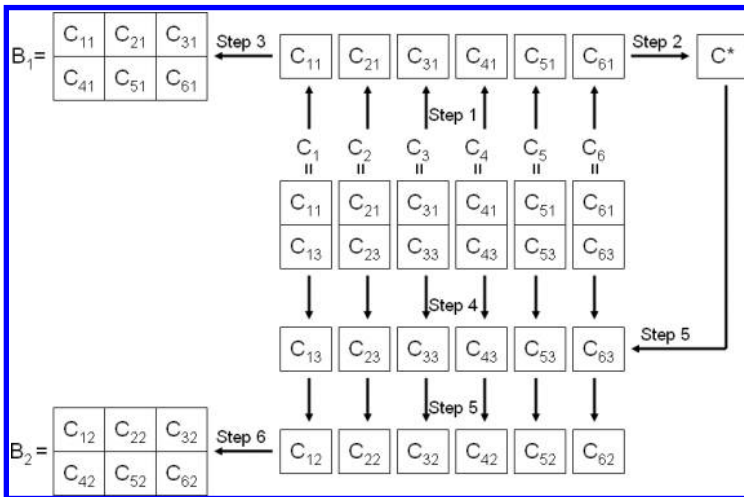 B₁= C₁₁ C₂₁ C₃₁ Step 3 C₁₁ C₂₁ C₃₁ C₄₁ C₅₁ C₆₁ Step 2 C*
C₄₁ C₅₁ C₆₁
Step 1
C₁ C₂ C₃ C₄ C₅ C₆
= = = = = =
C₁₁ C₂₁ C₃₁ C₄₁ C₅₁ C₆₁
C₁₃ C₂₃ C₃₃ C₄₃ C₅₃ C₆₃
Step 4
C₁₃ C₂₃ C₃₃ C₄₃ C₅₃ C₆₃ Step 5
Step 5
B₂= C₁₂ C₂₂ C₃₂ Step 6 C₁₂ C₂₂ C₃₂ C₄₂ C₅₂ C₆₂
C₄₂ C₅₂ C₆₂